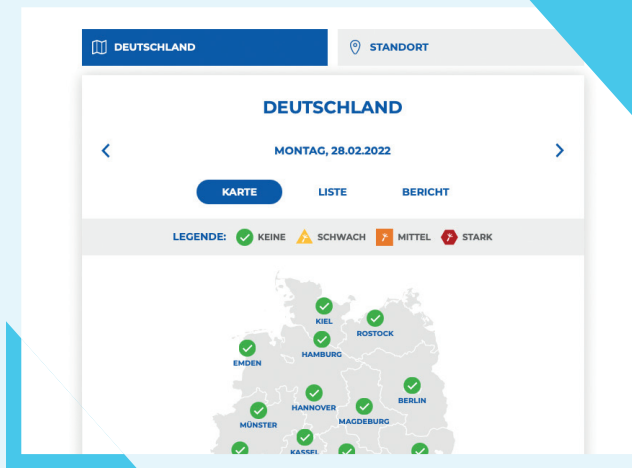 DEUTSCHLAND
STANDORT
DEUTSCHLAND
MONTAG, 28.02.2022
KARTE LISTE BERICHT
LEGENDE: KEINE SCHWACH MITTEL STARK
KIEL
ROSTOCK
HAMBURG
EMDEN
BERLIN
HANNOVER
MAGDEBURG
MÜNSTER
KASSEL